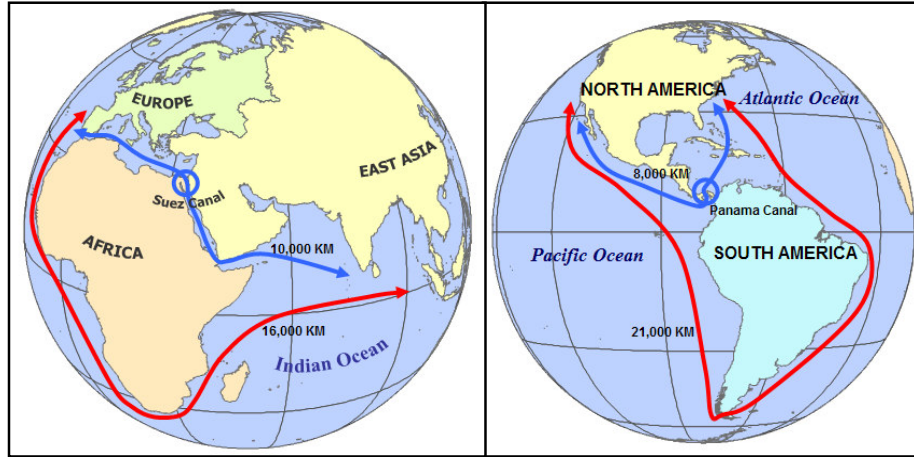 EUROPE
EAST ASIA
Suez Canal
AFRICA
10,000 KM
16,000 KM
Indian Ocean
NORTH AMERICA
Atlantic Ocean
8,000 KM
Panama Canal
Pacific Ocean
SOUTH AMERICA
21,000 KM